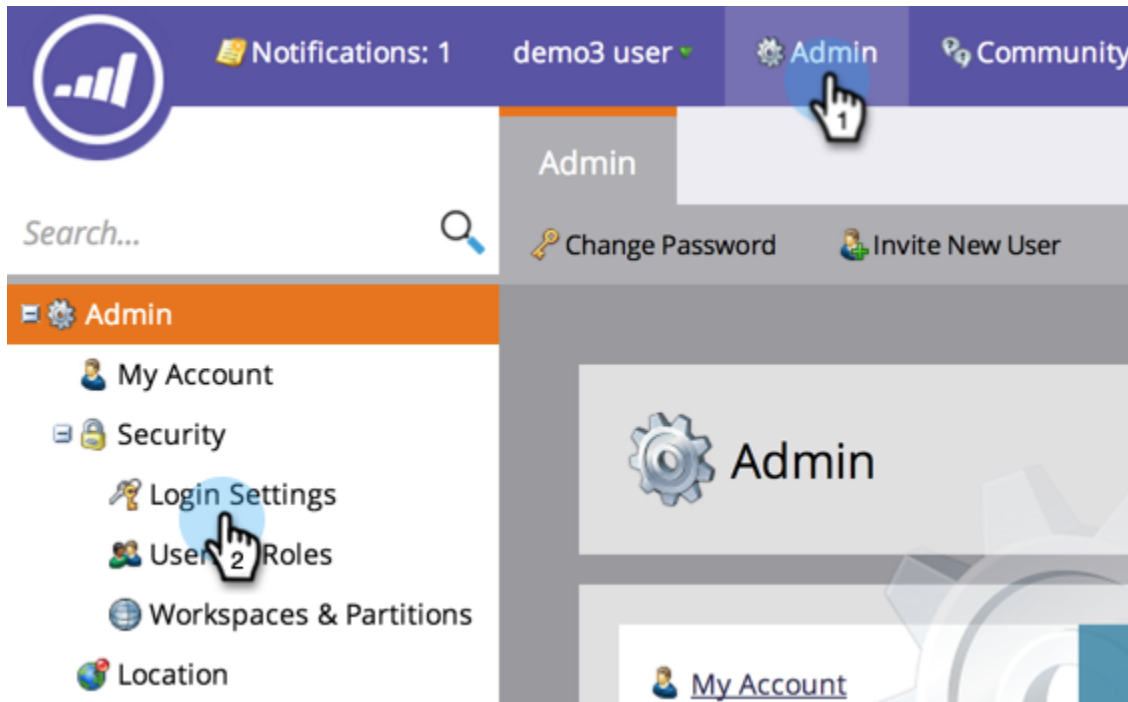 Notifications: 1 demo3 user Admin Community
1
Admin
Search...
Change Password Invite New User
Admin
My Account
Security
Admin
Login Settings
2
Roles
Workspaces & Partitions
Location
My Account